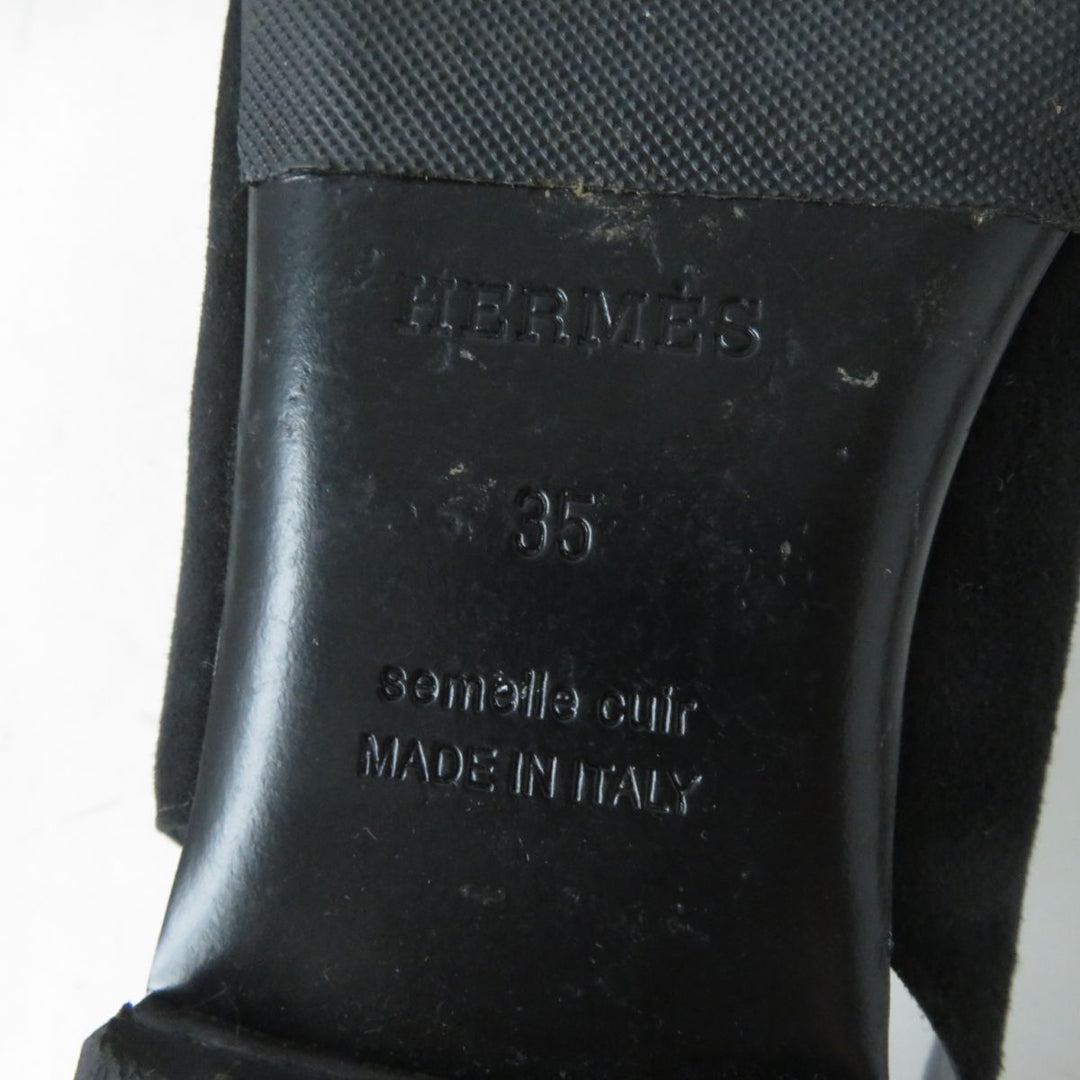 HERMÈS
35
semelle cuir
MADE IN ITALY